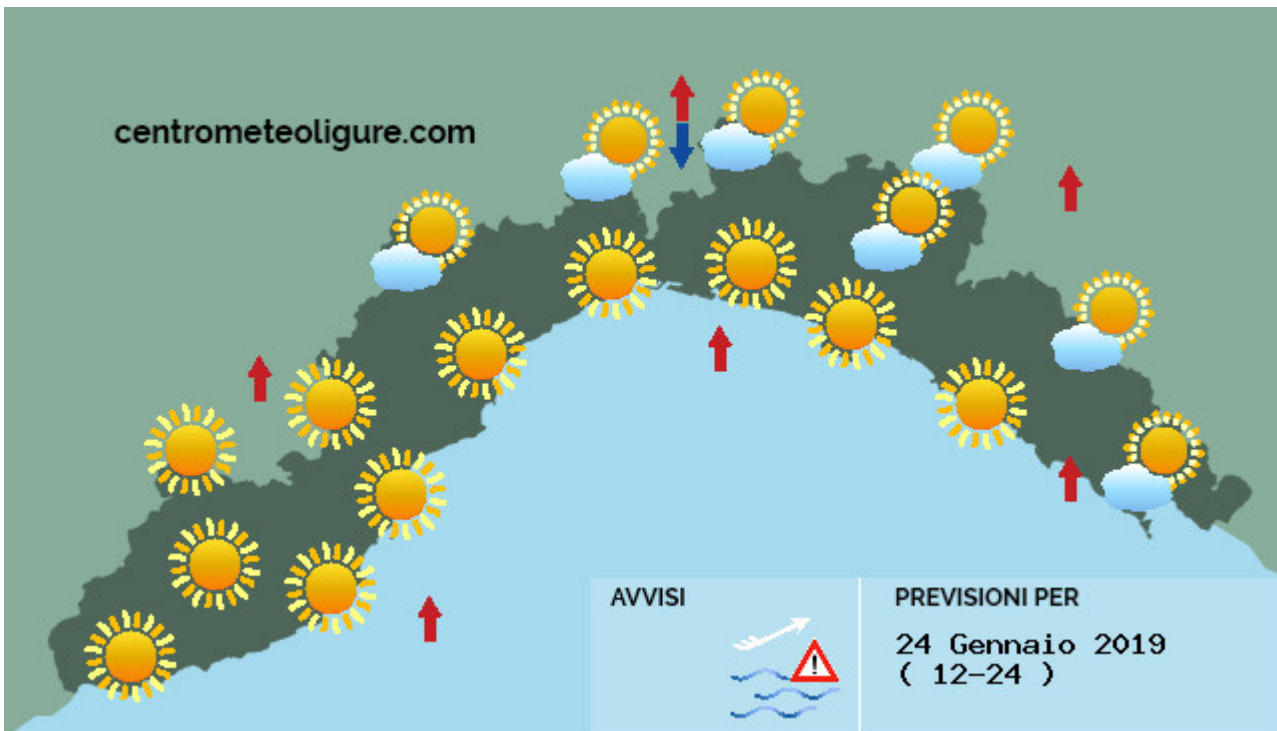 centrometeoligure.com
AVVISI
PREVISIONI PER
24 Gennaio 2019
( 12-24 )
!